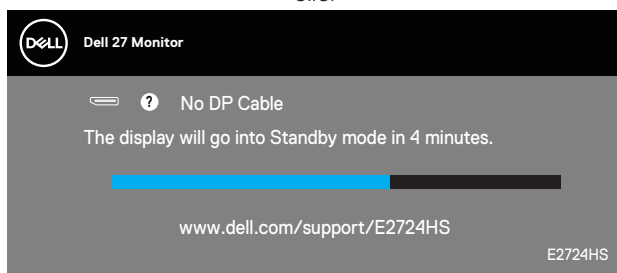 DELL
Dell 27 Monitor
? No DP Cable
The display will go into Standby mode in 4 minutes.
www.dell.com/support/E2724HS
E2724HS